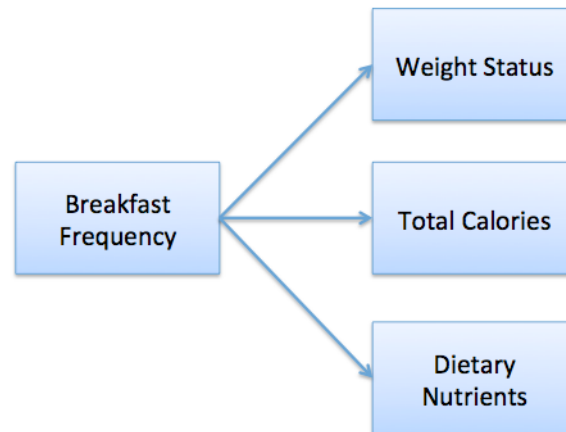 Weight Status
Breakfast
Frequency
Total Calories
Dietary
Nutrients